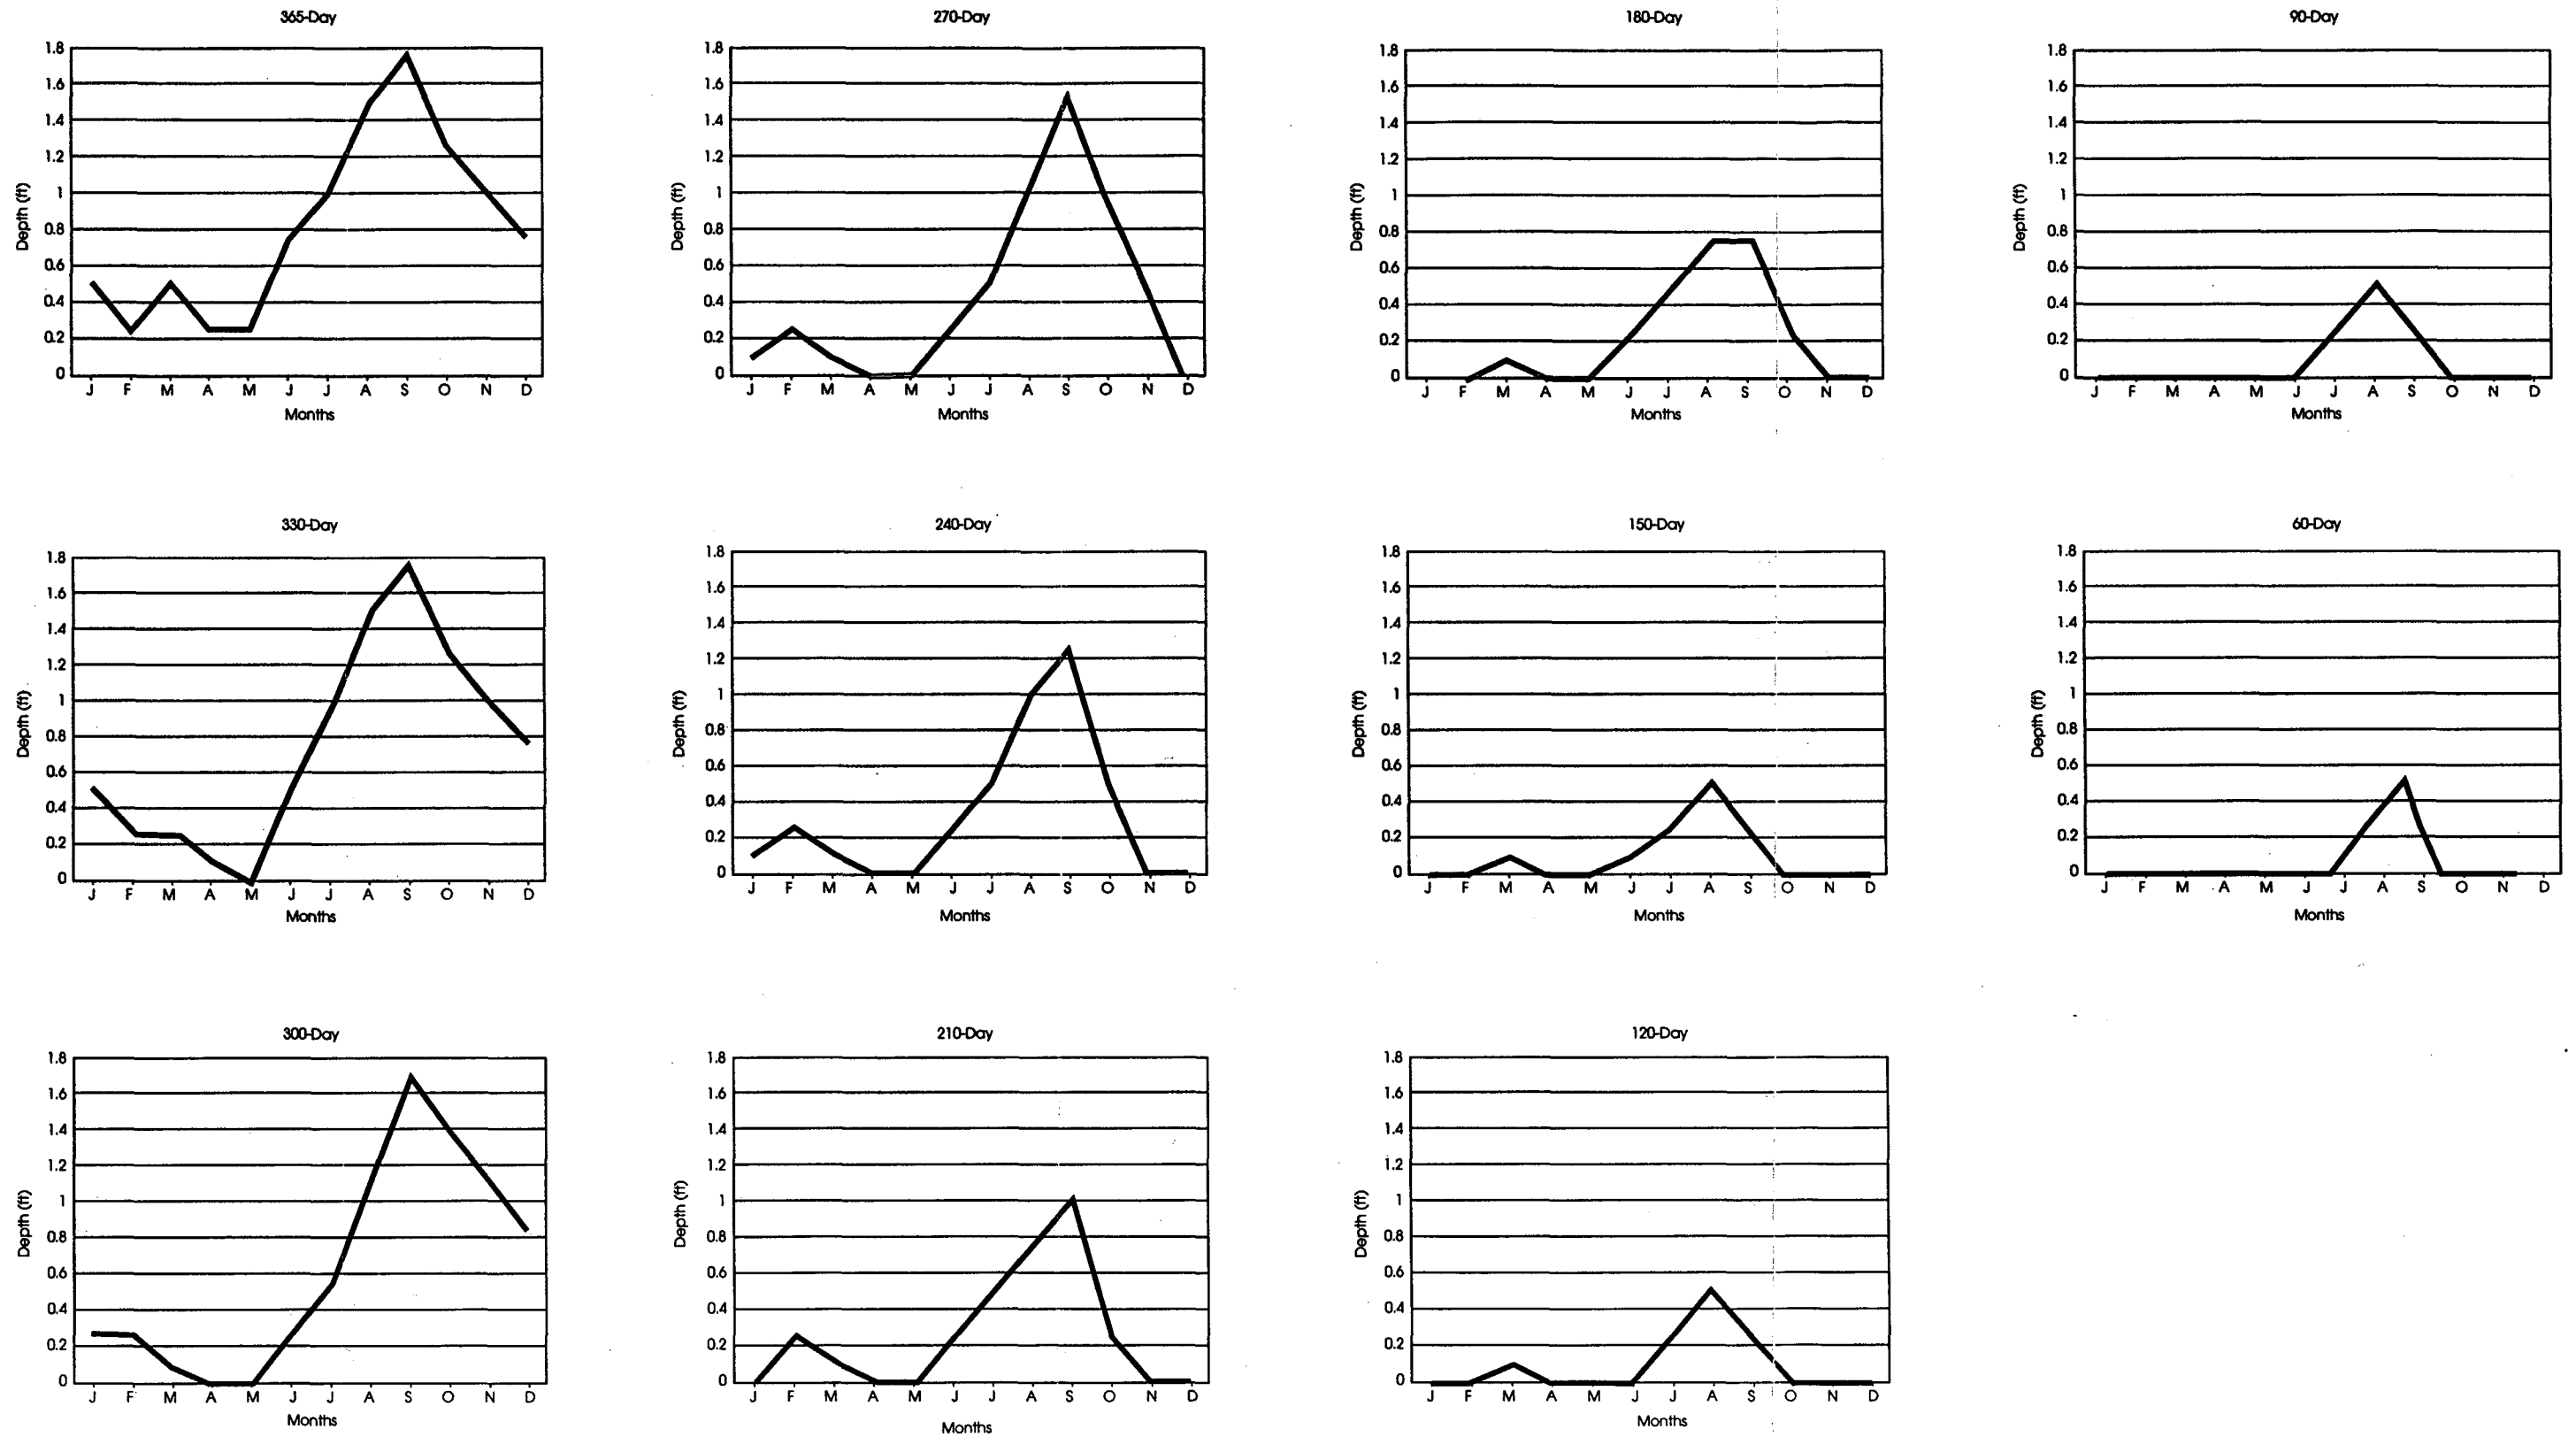 365-Day
Depth (ft)
1.8
1.6
1.4
1.2
1
0.8
0.6
0.4
0.2
0
J F M A M J J A S O N D
Months
330-Day
Depth (ft)
1.8
1.6
1.4
1.2
1
0.8
0.6
0.4
0.2
0
J F M A M J J A S O N D
Months
300-Day
Depth (ft)
1.8
1.6
1.4
1.2
1
0.8
0.6
0.4
0.2
0
J F M A M J J A S O N D
Months
270-Day
Depth (ft)
1.8
1.6
1.4
1.2
1
0.8
0.6
0.4
0.2
0
J F M A M J J A S O N D
Months
240-Day
Depth (ft)
1.8
1.6
1.4
1.2
1
0.8
0.6
0.4
0.2
0
J F M A M J J A S O N D
Months
210-Day
Depth (ft)
1.8
1.6
1.4
1.2
1
0.8
0.6
0.4
0.2
0
J F M A M J J A S O N D
Months
180-Day
Depth (ft)
1.8
1.6
1.4
1.2
1
0.8
0.6
0.4
0.2
0
J F M A M J J A S O N D
Months
150-Day
Depth (ft)
1.8
1.6
1.4
1.2
1
0.8
0.6
0.4
0.2
0
J F M A M J J A S O N D
Months
120-Day
Depth (ft)
1.8
1.6
1.4
1.2
1
0.8
0.6
0.4
0.2
0
J F M A M J J A S O N D
Months
90-Day
Depth (ft)
1.8
1.6
1.4
1.2
1
0.8
0.6
0.4
0.2
0
J F M A M J J A S O N D
Months
60-Day
Depth (ft)
1.8
1.6
1.4
1.2
1
0.8
0.6
0.4
0.2
0
J F M A M J J A S O N D
Months